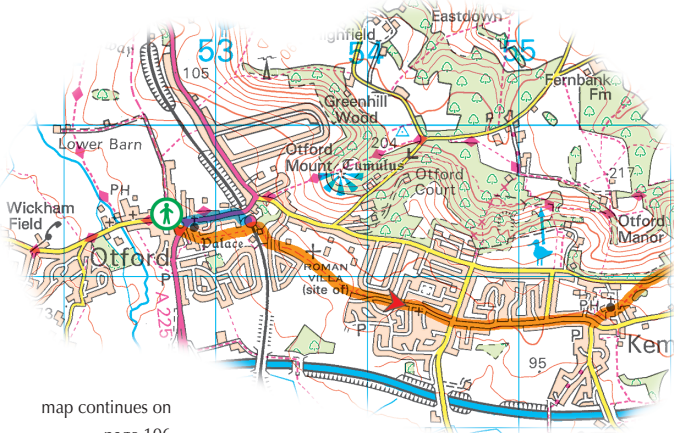 Eastdown
53
54
55
105
Fernbank
Fm
Greenhill
Wood
Lower Barn
204
Otford
Mount
Tumulus
Otford
Court
217
PH
Wickham
Field
Otford
Manor
Palace
Otford
ROMAN
VILLA
(site of)
P
A 225
PH
P
95
P
Kem
map continues on